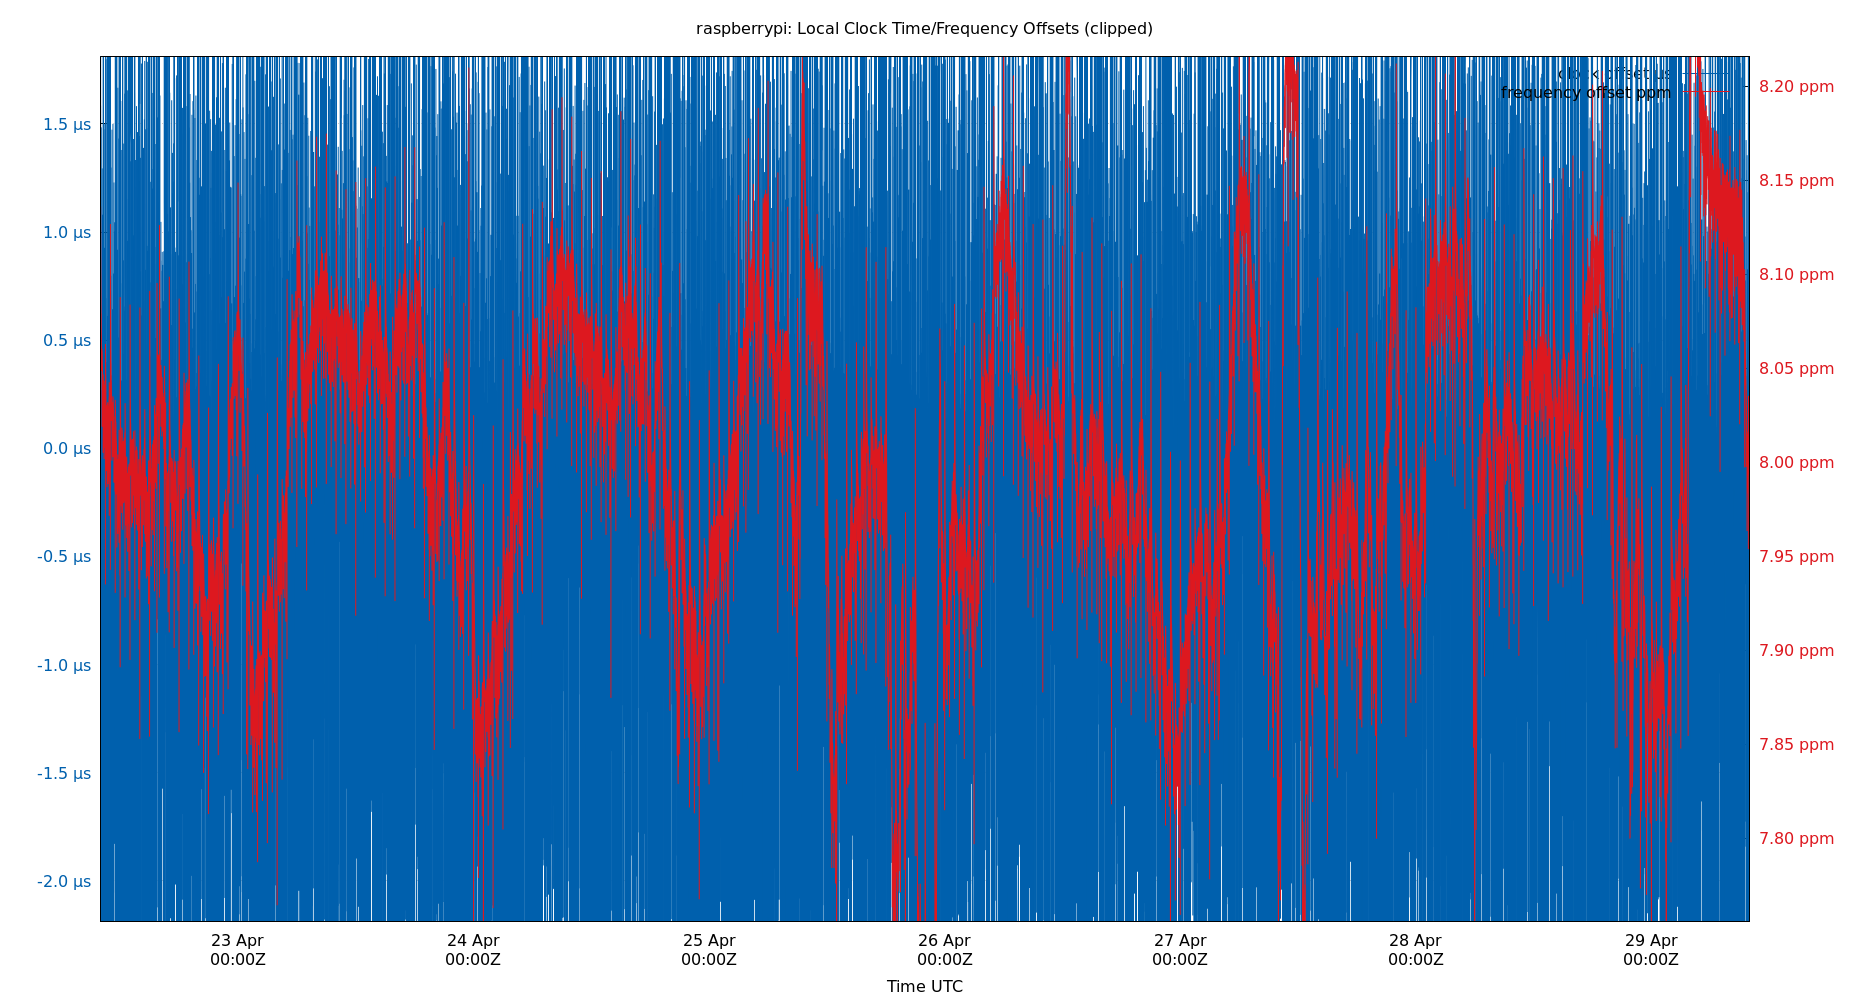 raspberrypi: Local Clock Time/Frequency Offsets (clipped)
clock offset µs
frequency offset ppm
1.5 µs
1.0 µs
0.5 µs
0.0 µs
-0.5 µs
-1.0 µs
-1.5 µs
-2.0 µs
8.20 ppm
8.15 ppm
8.10 ppm
8.05 ppm
8.00 ppm
7.95 ppm
7.90 ppm
7.85 ppm
7.80 ppm
23 Apr 24 Apr 25 Apr 26 Apr 27 Apr 28 Apr 29 Apr
00:00Z 00:00Z 00:00Z 00:00Z 00:00Z 00:00Z 00:00Z
Time UTC